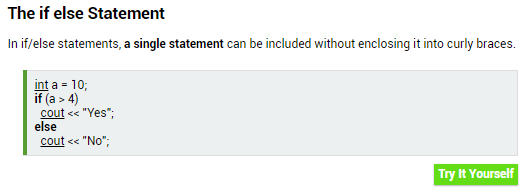 The if else Statement
In if/else statements, a single statement can be included without enclosing it into curly braces.
int a = 10;
if (a > 4)
cout << "Yes";
else
cout << "No";
Try It Yourself